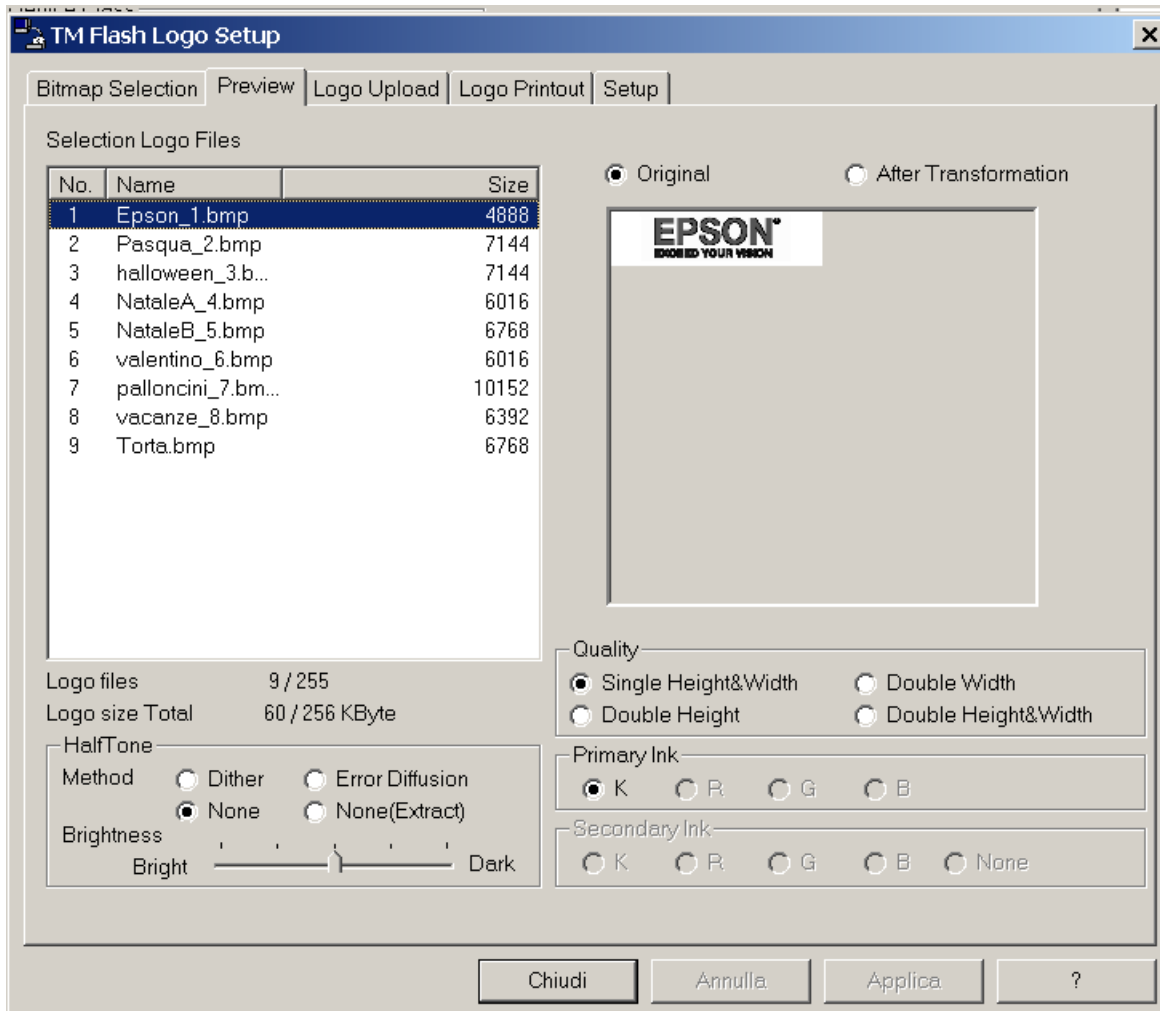 TM Flash Logo Setup
Bitmap Selection Preview Logo Upload Logo Printout Setup
Selection Logo Files
Original After Transformation
No. Name Size
1 Epson_1.bmp 4888
2 Pasqua_2.bmp 7144
3 halloween_3.b... 7144
4 NataleA_4.bmp 6016
5 NataleB_5.bmp 6768
6 valentino_6.bmp 6016
7 palloncini_7.bm... 10152
8 vacanze_8.bmp 6392
9 Torta.bmp 6768
EPSON
EXCEED YOUR VISION
Logo files 9 / 255
Logo size Total 60 / 256 KByte
HalfTone
Method Dither Error Diffusion
None None(Extract)
Brightness
Bright Dark
Quality
Single Height&Width Double Width
Double Height Double Height&Width
Primary Ink
K R G B
Secondary Ink
K R G B None
Chiudi Annulla Applica ?